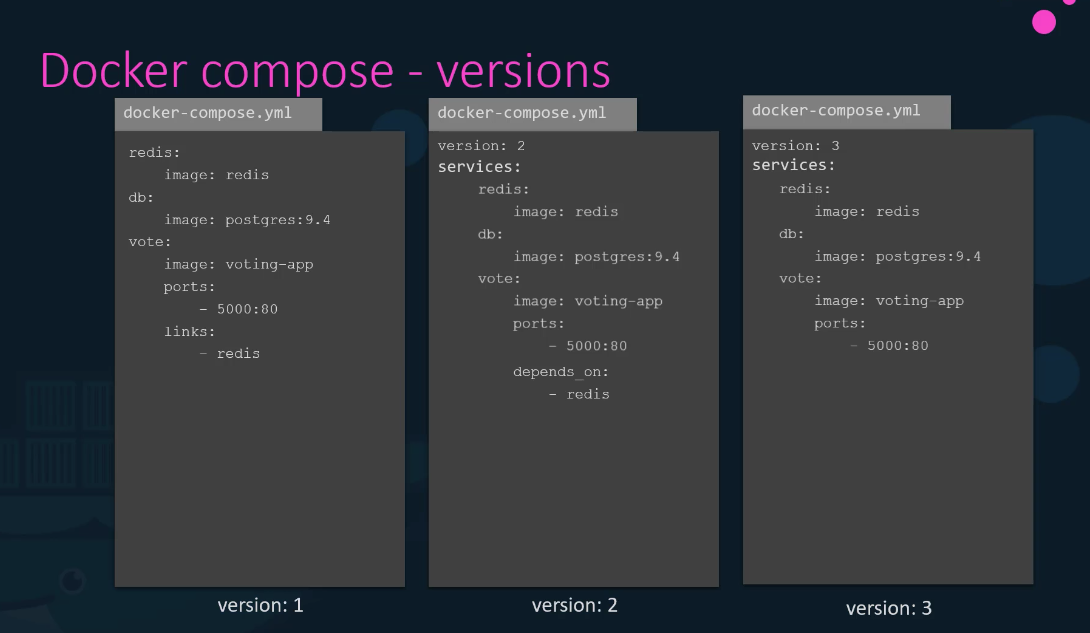 Docker compose - versions
docker-compose.yml
redis:
image: redis
db:
image: postgres:9.4
vote:
image: voting-app
ports:
- 5000:80
links:
- redis
version: 1
docker-compose.yml
version: 2
services:
redis:
image: redis
db:
image: postgres:9.4
vote:
image: voting-app
ports:
- 5000:80
depends_on:
- redis
version: 2
docker-compose.yml
version: 3
services:
redis:
image: redis
db:
image: postgres:9.4
vote:
image: voting-app
ports:
- 5000:80
version: 3